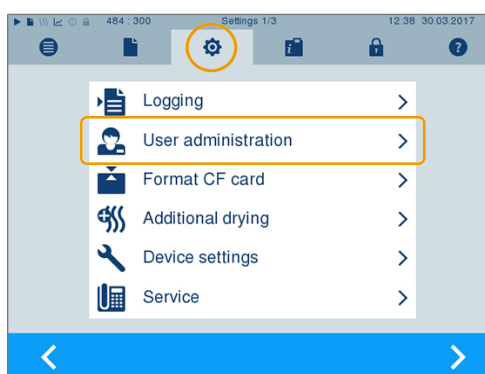 484 : 300 Settings 1/3 12:38 30.03.2017
Logging
User administration
Format CF card
Additional drying
Device settings
Service